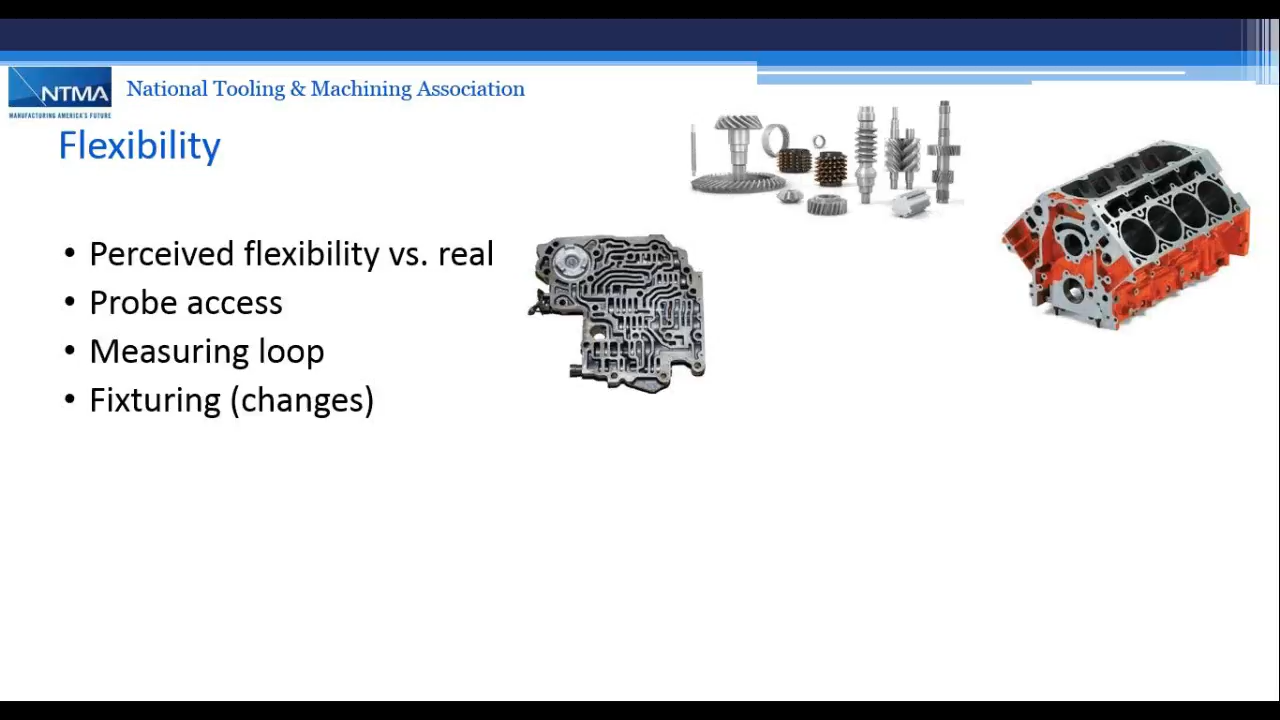 NTMA
MANUFACTURING AMERICA'S FUTURE
National Tooling & Machining Association
Flexibility
• Perceived flexibility vs. real
• Probe access
• Measuring loop
• Fixturing (changes)